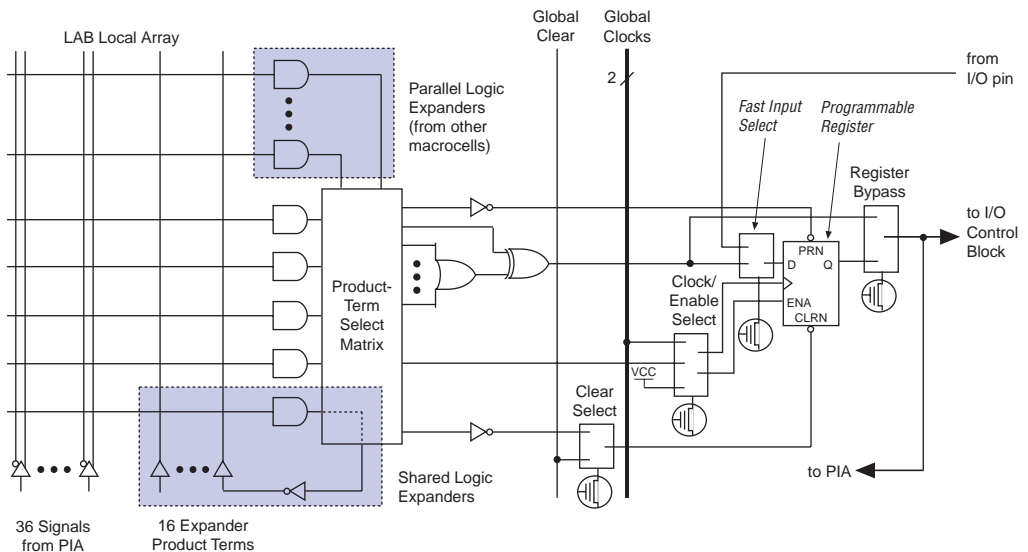 LAB Local Array
Global
Clear
Global
Clocks
2
from
I/O pin
Parallel Logic
Expanders
(from other
macrocells)
Fast Input
Select
Programmable
Register
Register
Bypass
to I/O
Control
Block
PRN
D
Q
ENA
CLRN
Clock/
Enable
Select
Product-
Term
Select
Matrix
VCC
Clear
Select
to PIA
Shared Logic
Expanders
36 Signals
from PIA
16 Expander
Product Terms